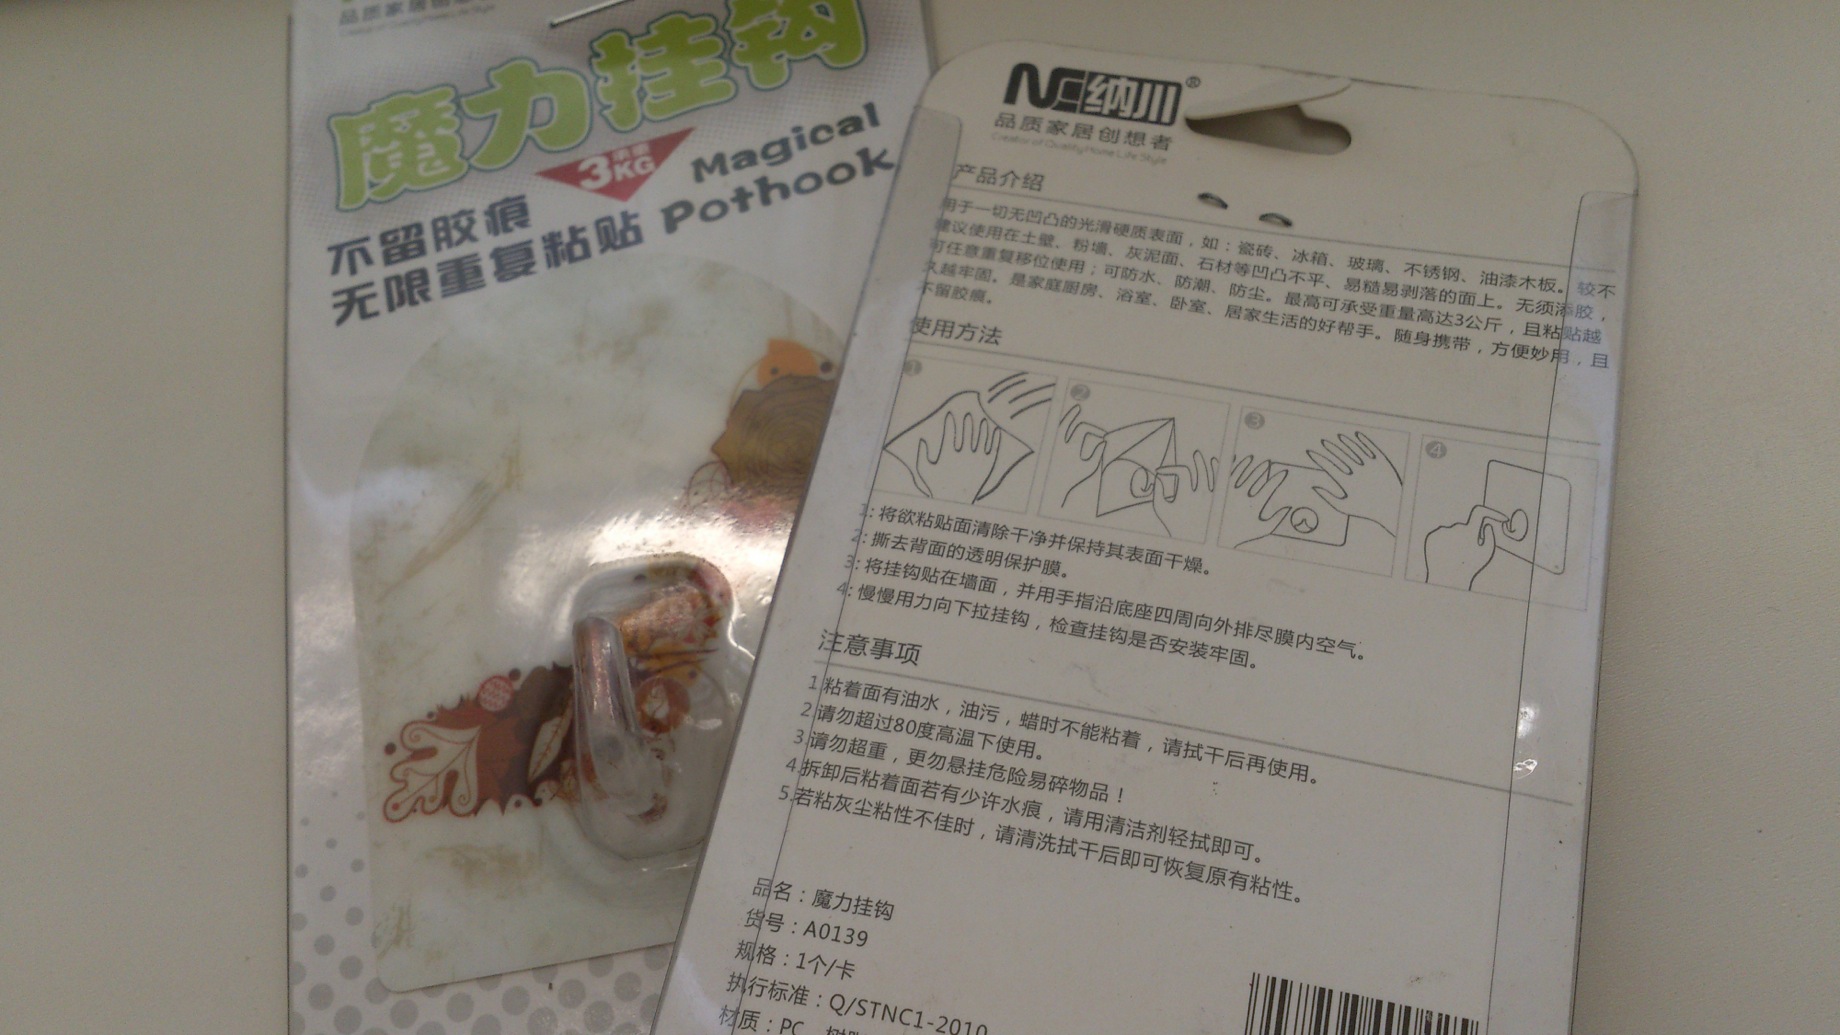 品质家居创想
魔力挂钩
3KG
Magical
Pothook
不留胶痕
无限重复粘贴
NC 纳川®
品质家居创想者
Creator of Quality Home Life Style
产品介绍
用于一切无凹凸的光滑硬质表面，如：瓷砖、冰箱、玻璃、不锈钢、油漆木板。较不
建议使用在土壁、粉墙、灰泥面、石材等凹凸不平、易糙易剥落的面上。无须添胶，
可任意重复移位使用；可防水、防潮、防尘。最高可承受重量高达3公斤，且粘贴越
久越牢固。是家庭厨房、浴室、卧室、居家生活的好帮手。随身携带，方便妙用，且
不留胶痕。
使用方法
1 2 3 4
1: 将欲粘贴面清除干净并保持其表面干燥。
2: 撕去背面的透明保护膜。
3: 将挂钩贴在墙面，并用手指沿底座四周向外排尽膜内空气。
4: 慢慢用力向下拉挂钩，检查挂钩是否安装牢固。
注意事项
1.粘着面有油水，油污，蜡时不能粘着，请拭干后再使用。
2.请勿超过80度高温下使用。
3.请勿超重，更勿悬挂危险易碎物品！
4.拆卸后粘着面若有少许水痕，请用清洁剂轻拭即可。
5.若粘灰尘粘性不佳时，请清洗拭干后即可恢复原有粘性。
品名：魔力挂钩
货号：A0139
规格：1个/卡
执行标准：Q/STNC1-2010
材质：PC、树脂